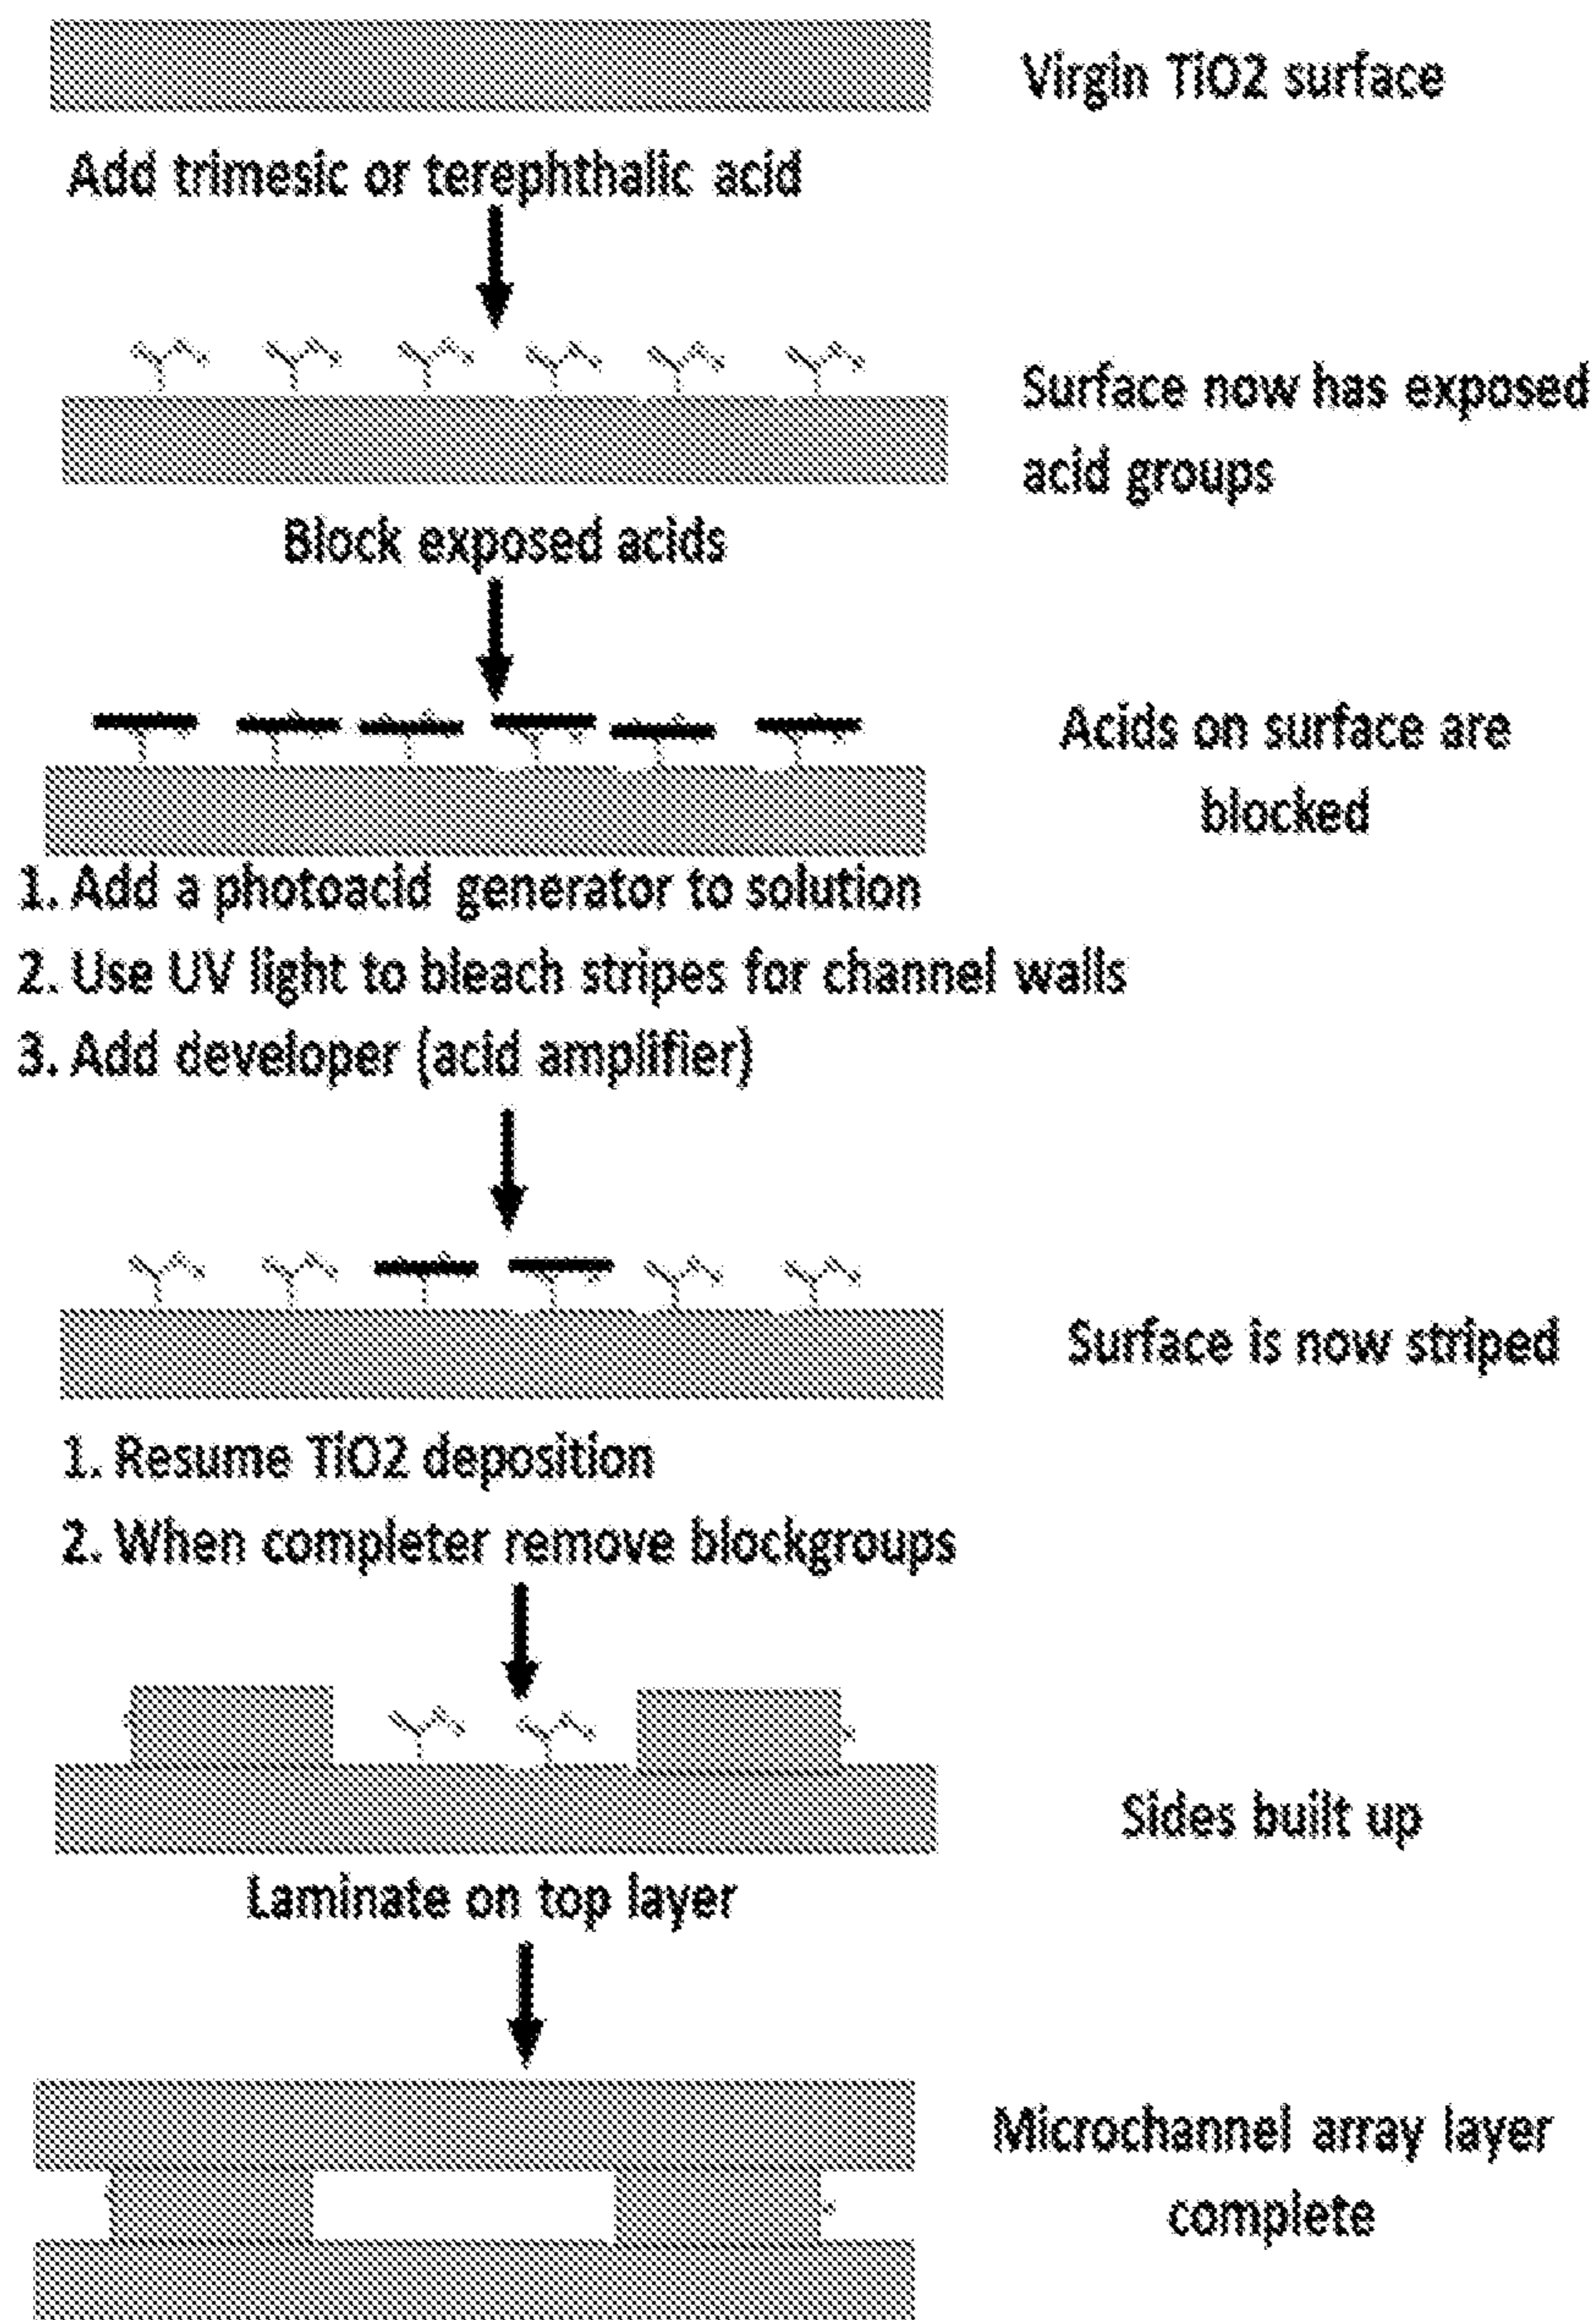 Virgin TiO2 surface
Add trimesic or terephthalic acid
Surface now has exposed
acid groups
Block exposed acids
Acids on surface are
blocked
1. Add a photoacid generator to solution
2. Use UV light to bleach stripes for channel walls
3. Add developer (acid amplifier)
Surface is now striped
1. Resume TiO2 deposition
2. When completer remove blockgroups
Sides built up
Laminate on top layer
Microchannel array layer
complete